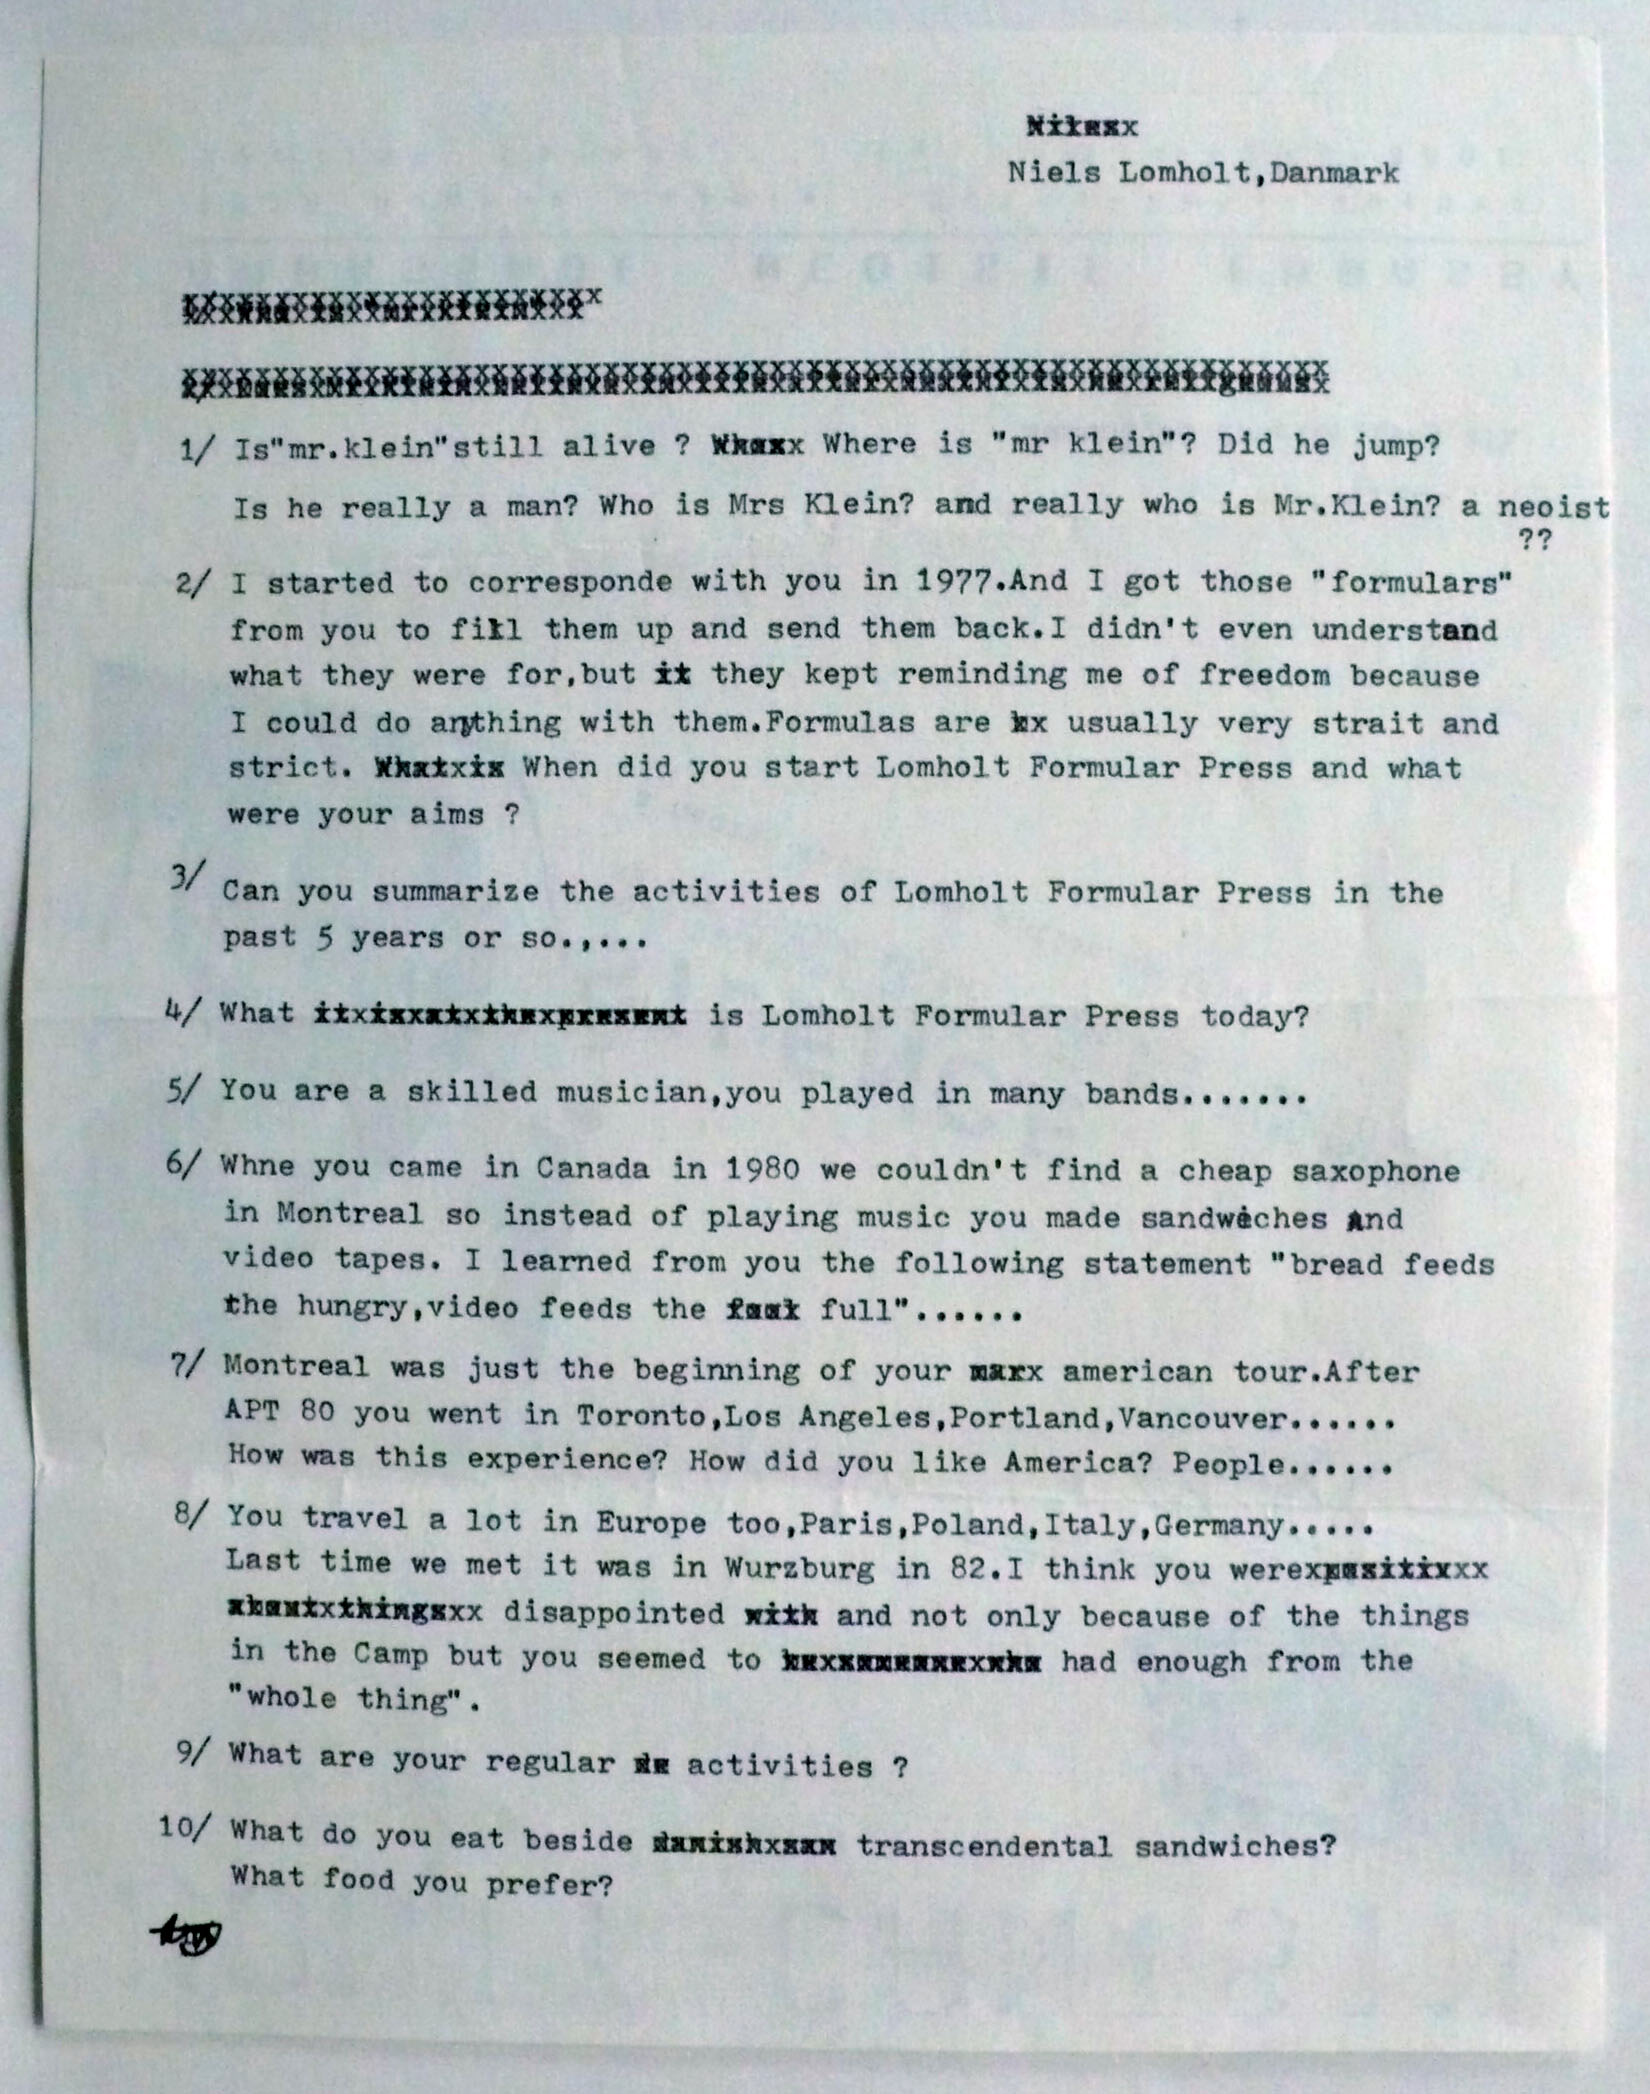 Niels Lomholt,Danmark
1/ Is"mr.klein"still alive ? Where is "mr klein"? Did he jump?
Is he really a man? Who is Mrs Klein? and really who is Mr.Klein? a neoist
??
2/ I started to corresponde with you in 1977.And I got those "formulars"
from you to fill them up and send them back.I didn't even understand
what they were for,but they kept reminding me of freedom because
I could do anything with them.Formulas are usually very strait and
strict. When did you start Lomholt Formular Press and what
were your aims ?
3/ Can you summarize the activities of Lomholt Formular Press in the
past 5 years or so.,...
4/ What is Lomholt Formular Press today?
5/ You are a skilled musician,you played in many bands.......
6/ Whne you came in Canada in 1980 we couldn't find a cheap saxophone
in Montreal so instead of playing music you made sandwiches And
video tapes. I learned from you the following statement "bread feeds
the hungry,video feeds the full"......
7/ Montreal was just the beginning of your american tour.After
APT 80 you went in Toronto,Los Angeles,Portland,Vancouver......
How was this experience? How did you like America? People......
8/ You travel a lot in Europe too,Paris,Poland,Italy,Germany.....
Last time we met it was in Wurzburg in 82.I think you were
disappointed and not only because of the things
in the Camp but you seemed to had enough from the
"whole thing".
9/ What are your regular activities ?
10/ What do you eat beside transcendental sandwiches?
What food you prefer?